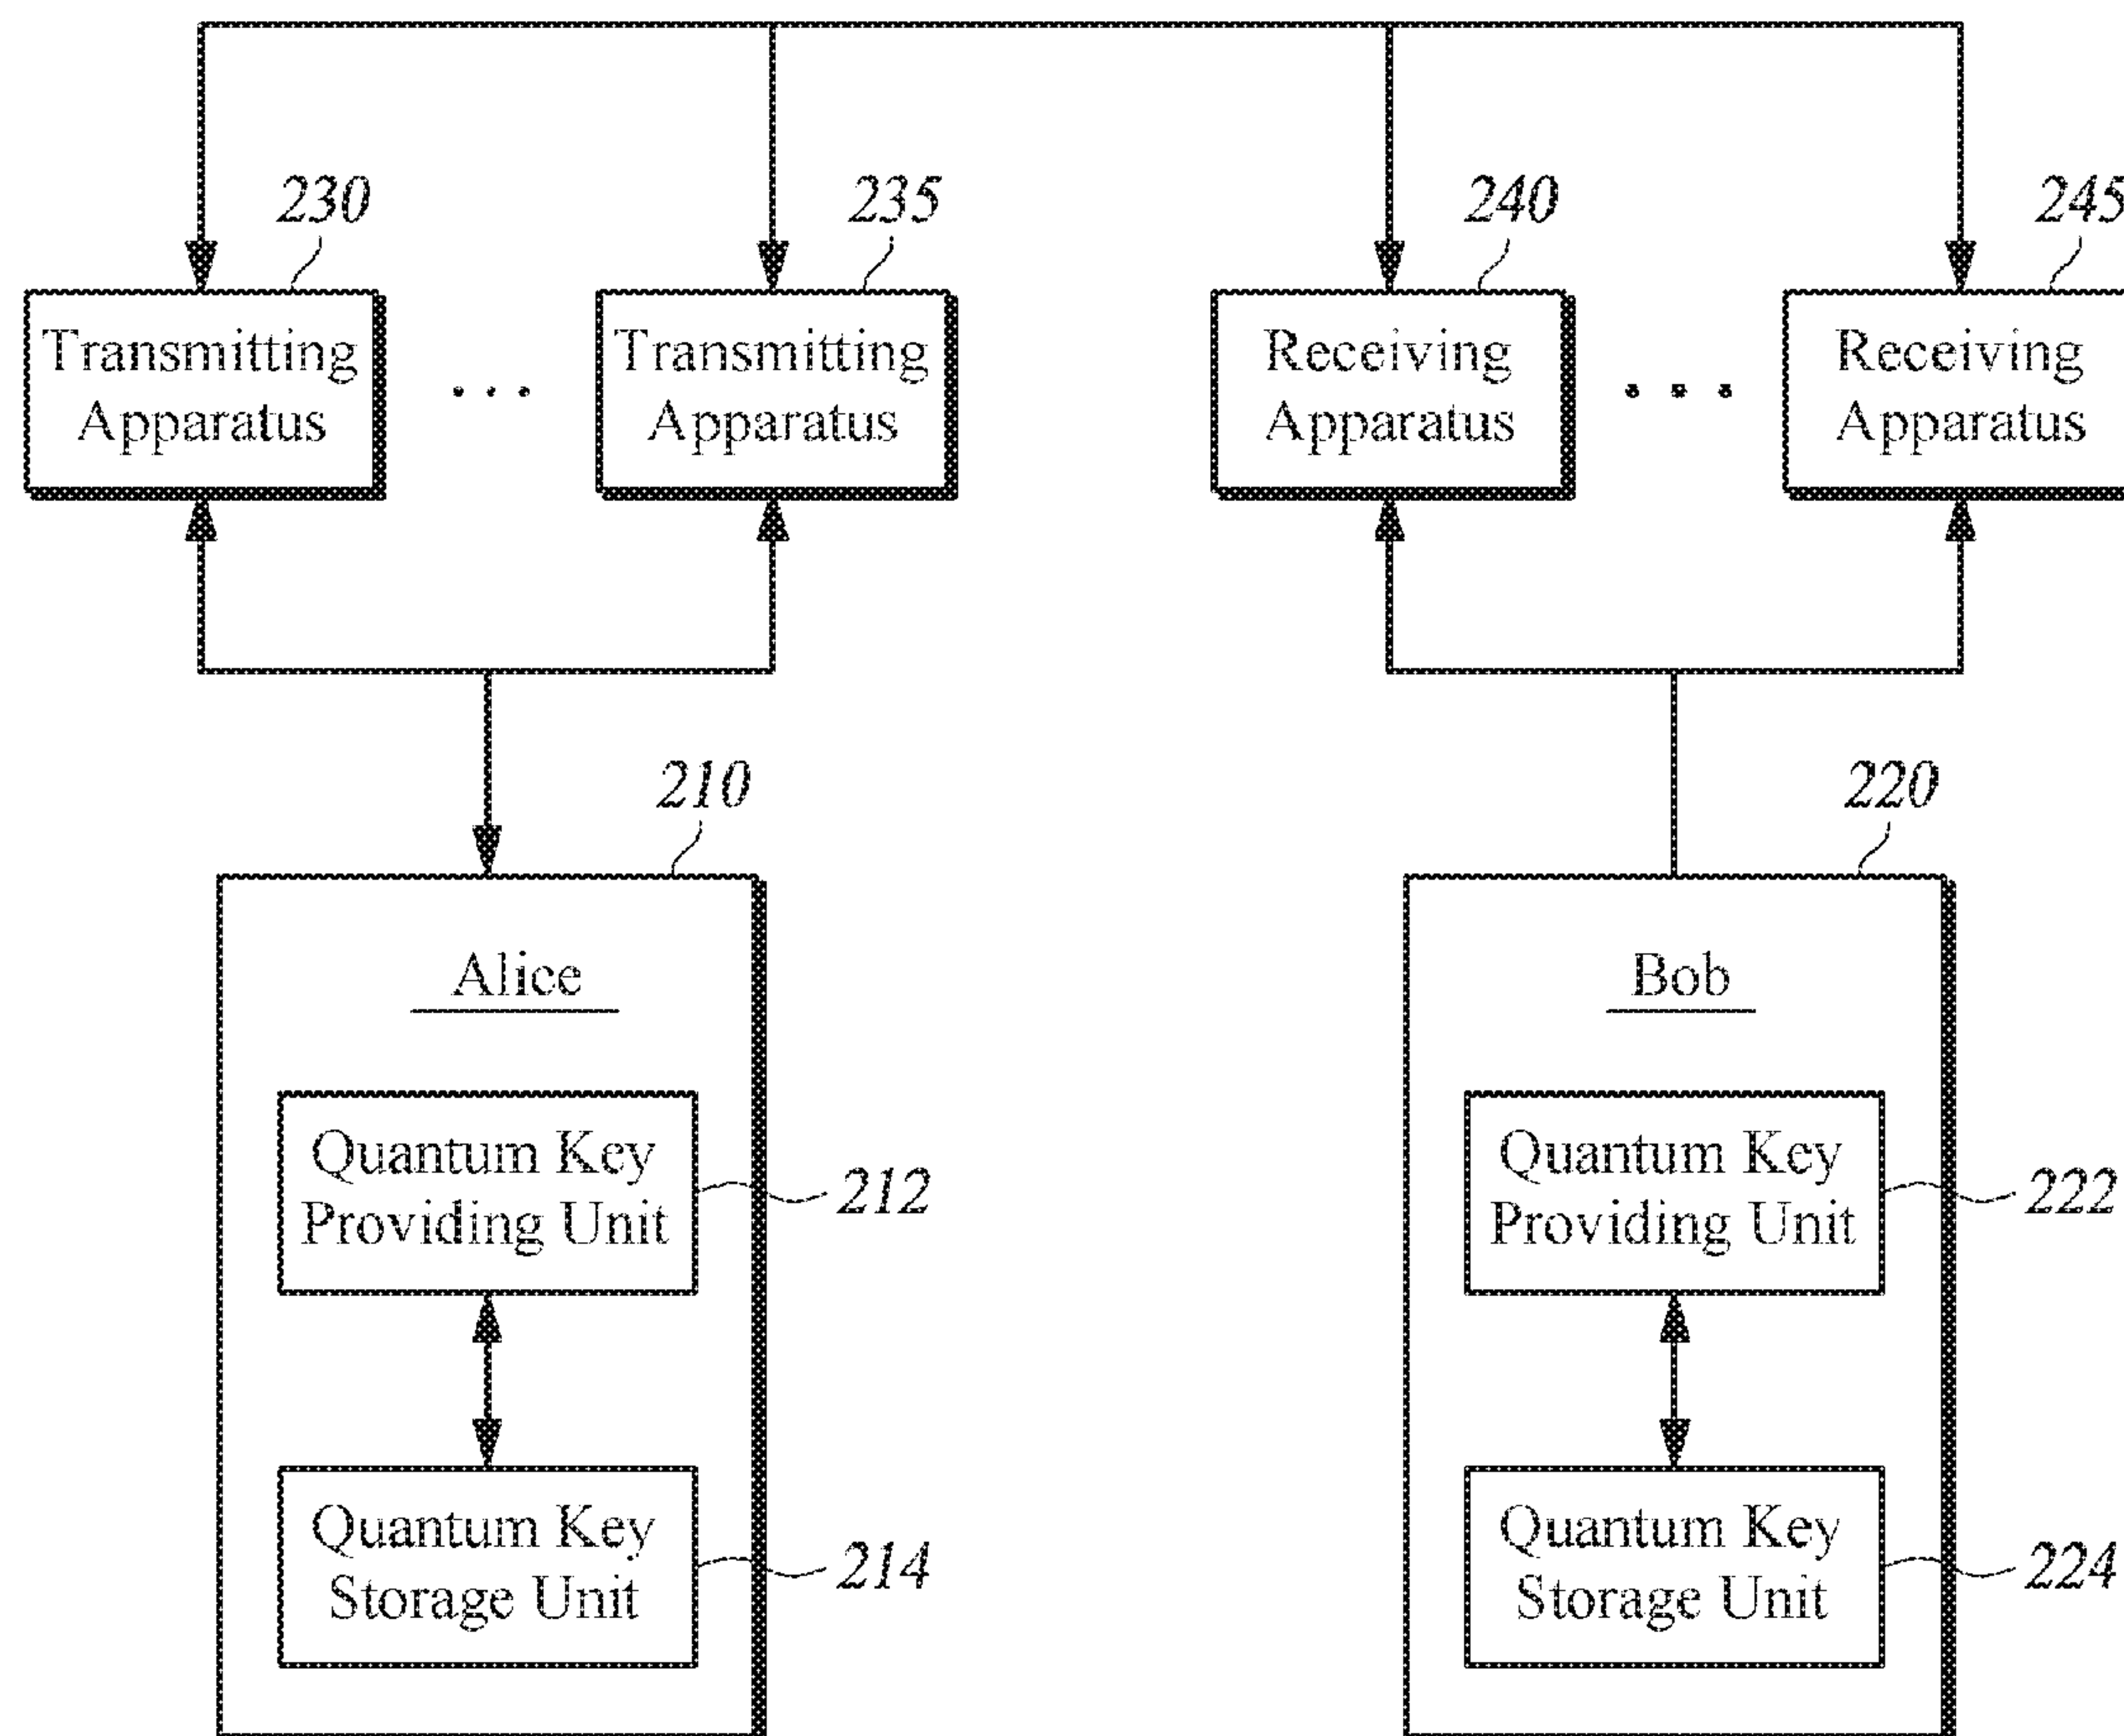 230
235
240
245
Transmitting
Apparatus
...
Transmitting
Apparatus
Receiving
Apparatus
...
Receiving
Apparatus
210
220
Alice
Bob
Quantum Key
Providing Unit
212
Quantum Key
Providing Unit
222
Quantum Key
Storage Unit
214
Quantum Key
Storage Unit
224